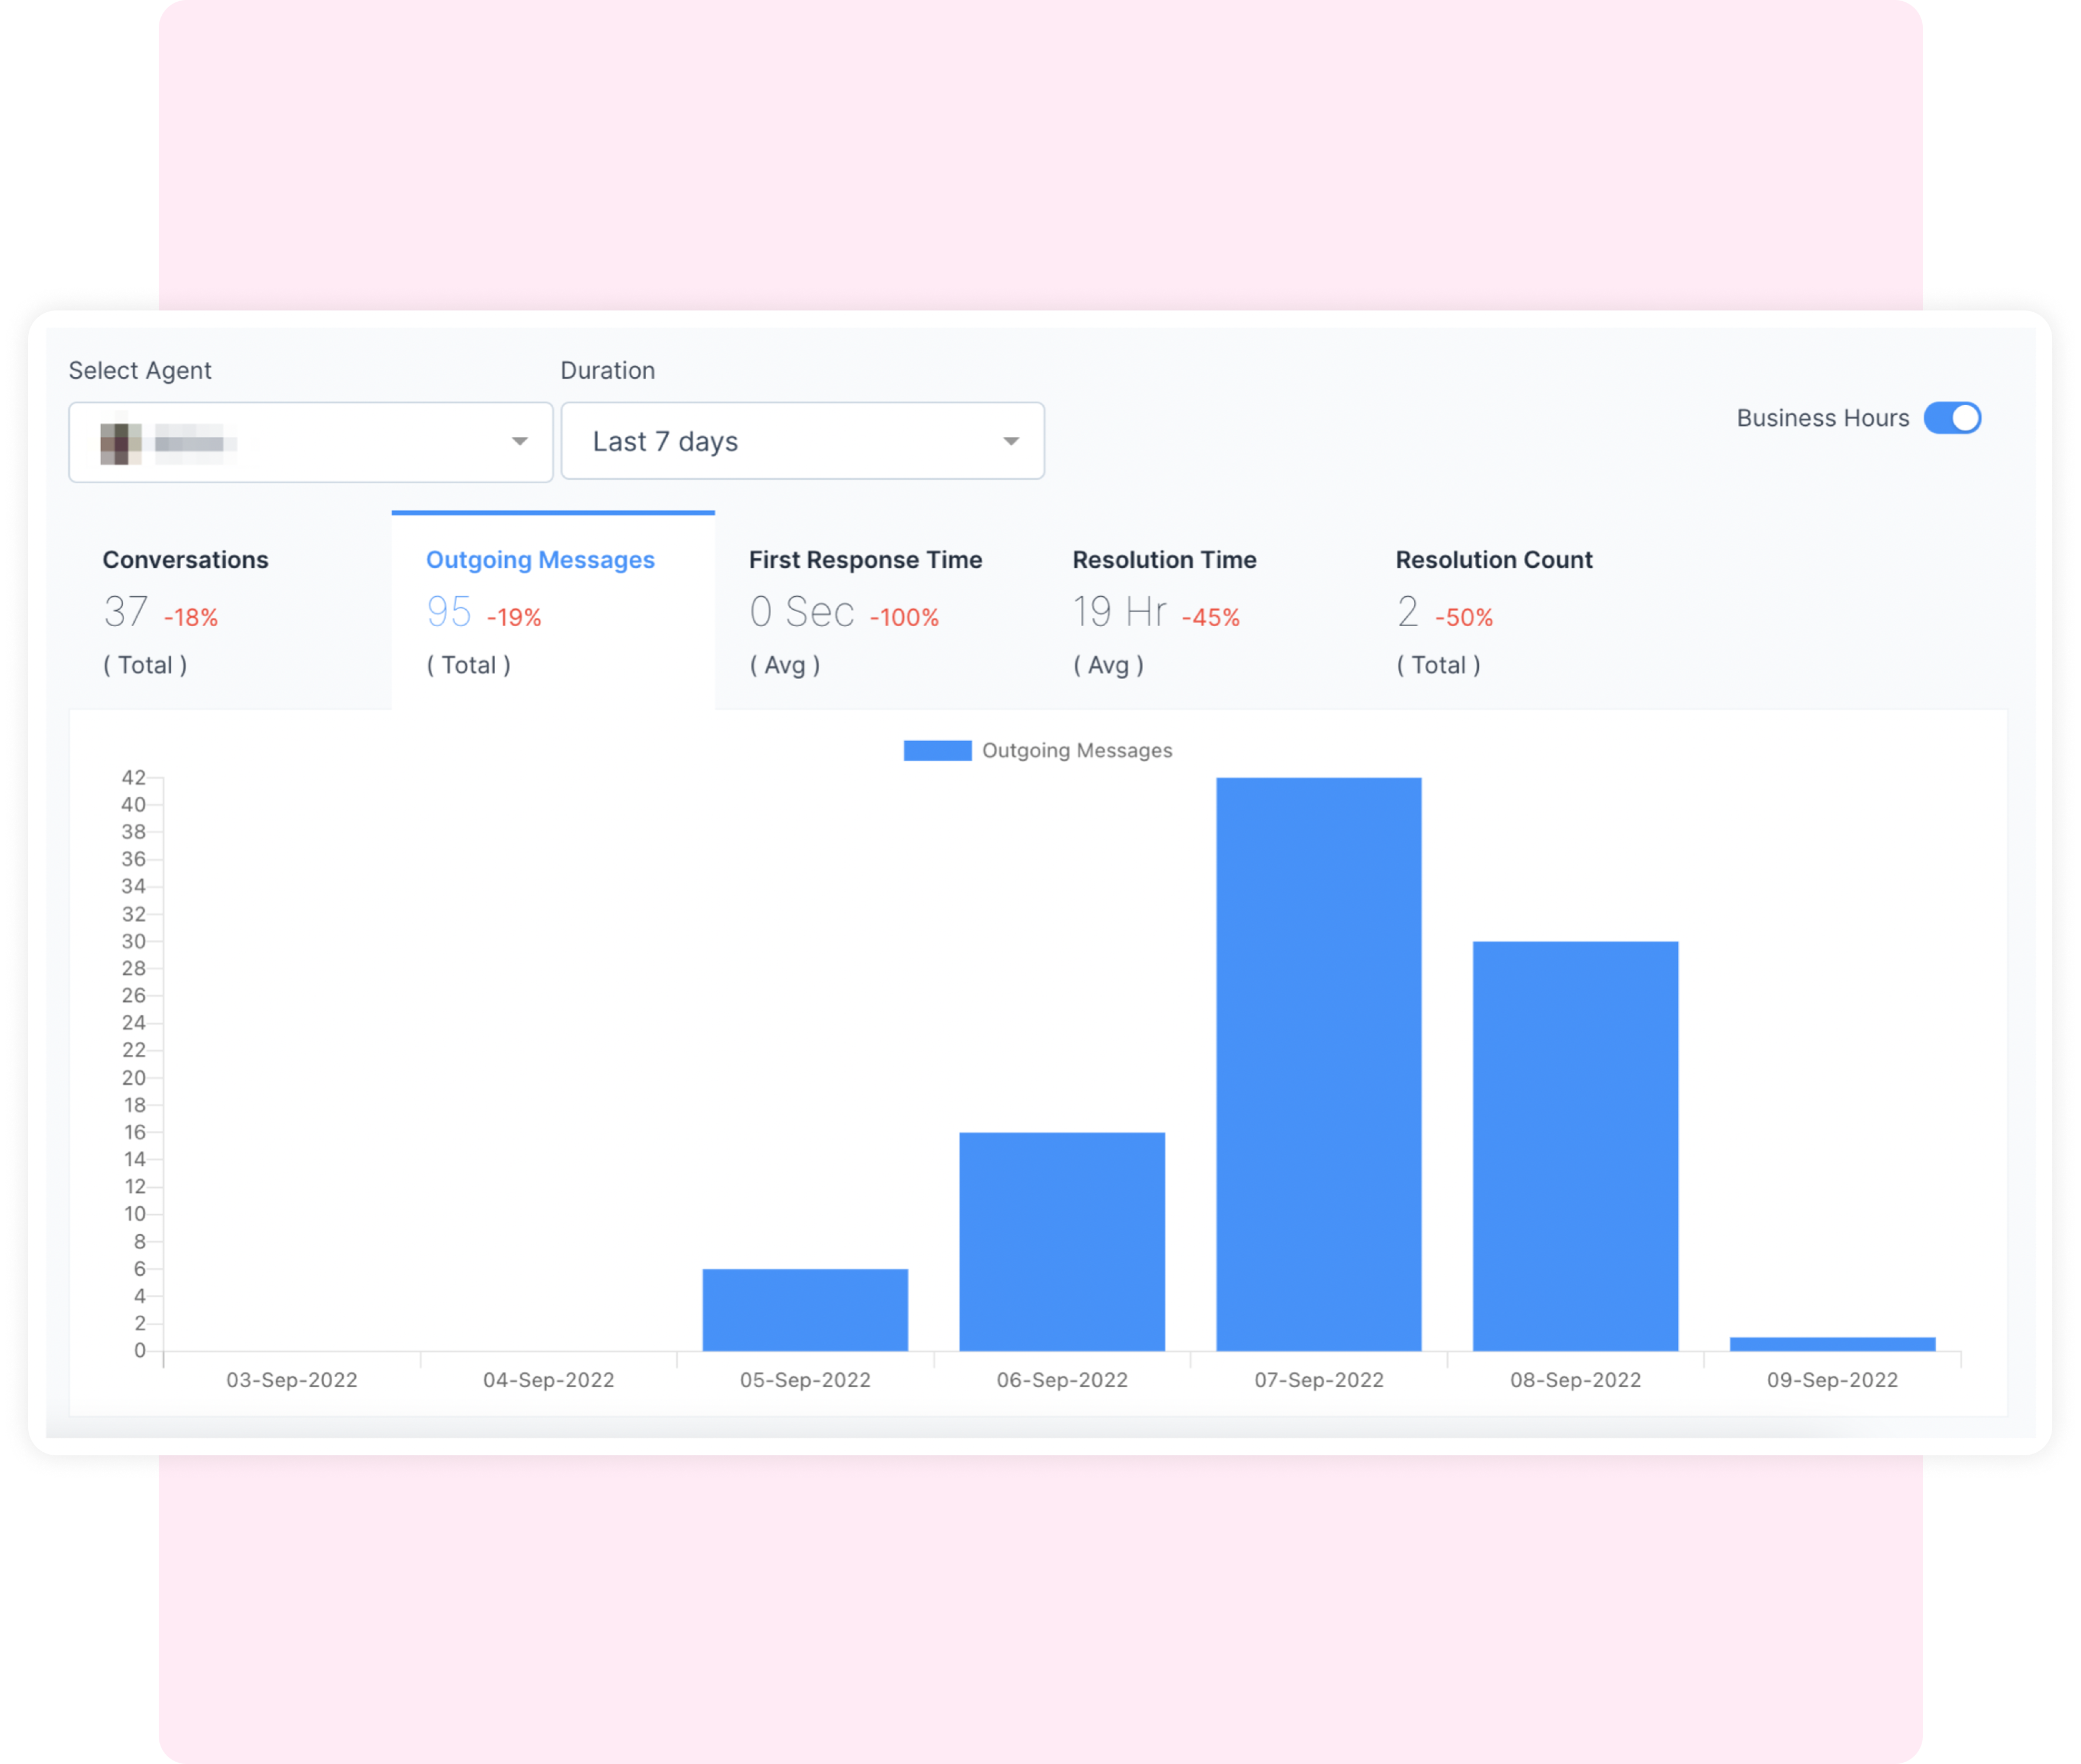 Select Agent
Duration
Last 7 days
Business Hours
Conversations
37 -18%
( Total )
Outgoing Messages
95 -19%
( Total )
First Response Time
0 Sec -100%
( Avg )
Resolution Time
19 Hr -45%
( Avg )
Resolution Count
2 -50%
( Total )
Outgoing Messages
42
40
38
36
34
32
30
28
26
24
22
20
18
16
14
12
10
8
6
4
2
0
03-Sep-2022
04-Sep-2022
05-Sep-2022
06-Sep-2022
07-Sep-2022
08-Sep-2022
09-Sep-2022